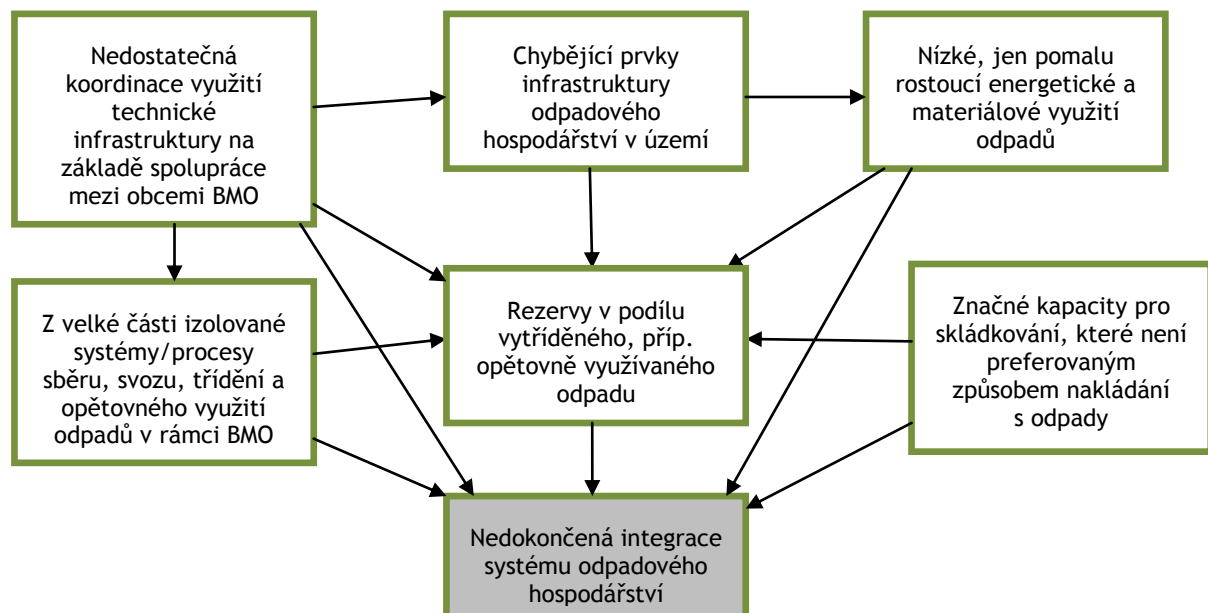 Nedostatečná
koordinace využití
technické
infrastruktury na
základě spolupráce
mezi obcemi BMO
Chybějící prvky
infrastruktury
odpadového
hospodářství v území
Nízké, jen pomalu
rostoucí energetické a
materiálové využití
odpadů
Z velké části izolované
systémy/procesy
sběru, svozu, třídění a
opětovného využití
odpadů v rámci BMO
Rezervy v podílu
vytříděného, příp.
opětovně využívaného
odpadu
Značné kapacity pro
skládkování, které není
preferovaným
způsobem nakládání
s odpady
Nedokončená integrace
systému odpadového
hospodářství